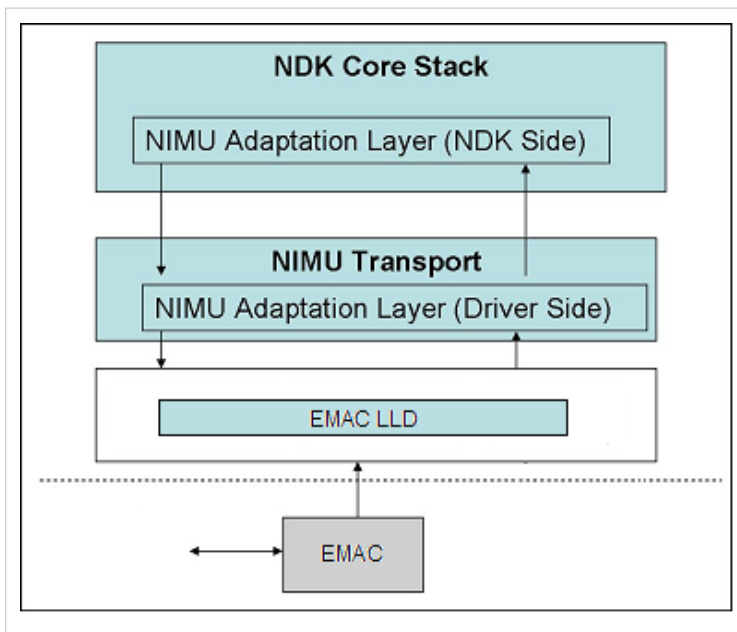 NDK Core Stack
NIMU Adaptation Layer (NDK Side)
NIMU Transport
NIMU Adaptation Layer (Driver Side)
EMAC LLD
EMAC